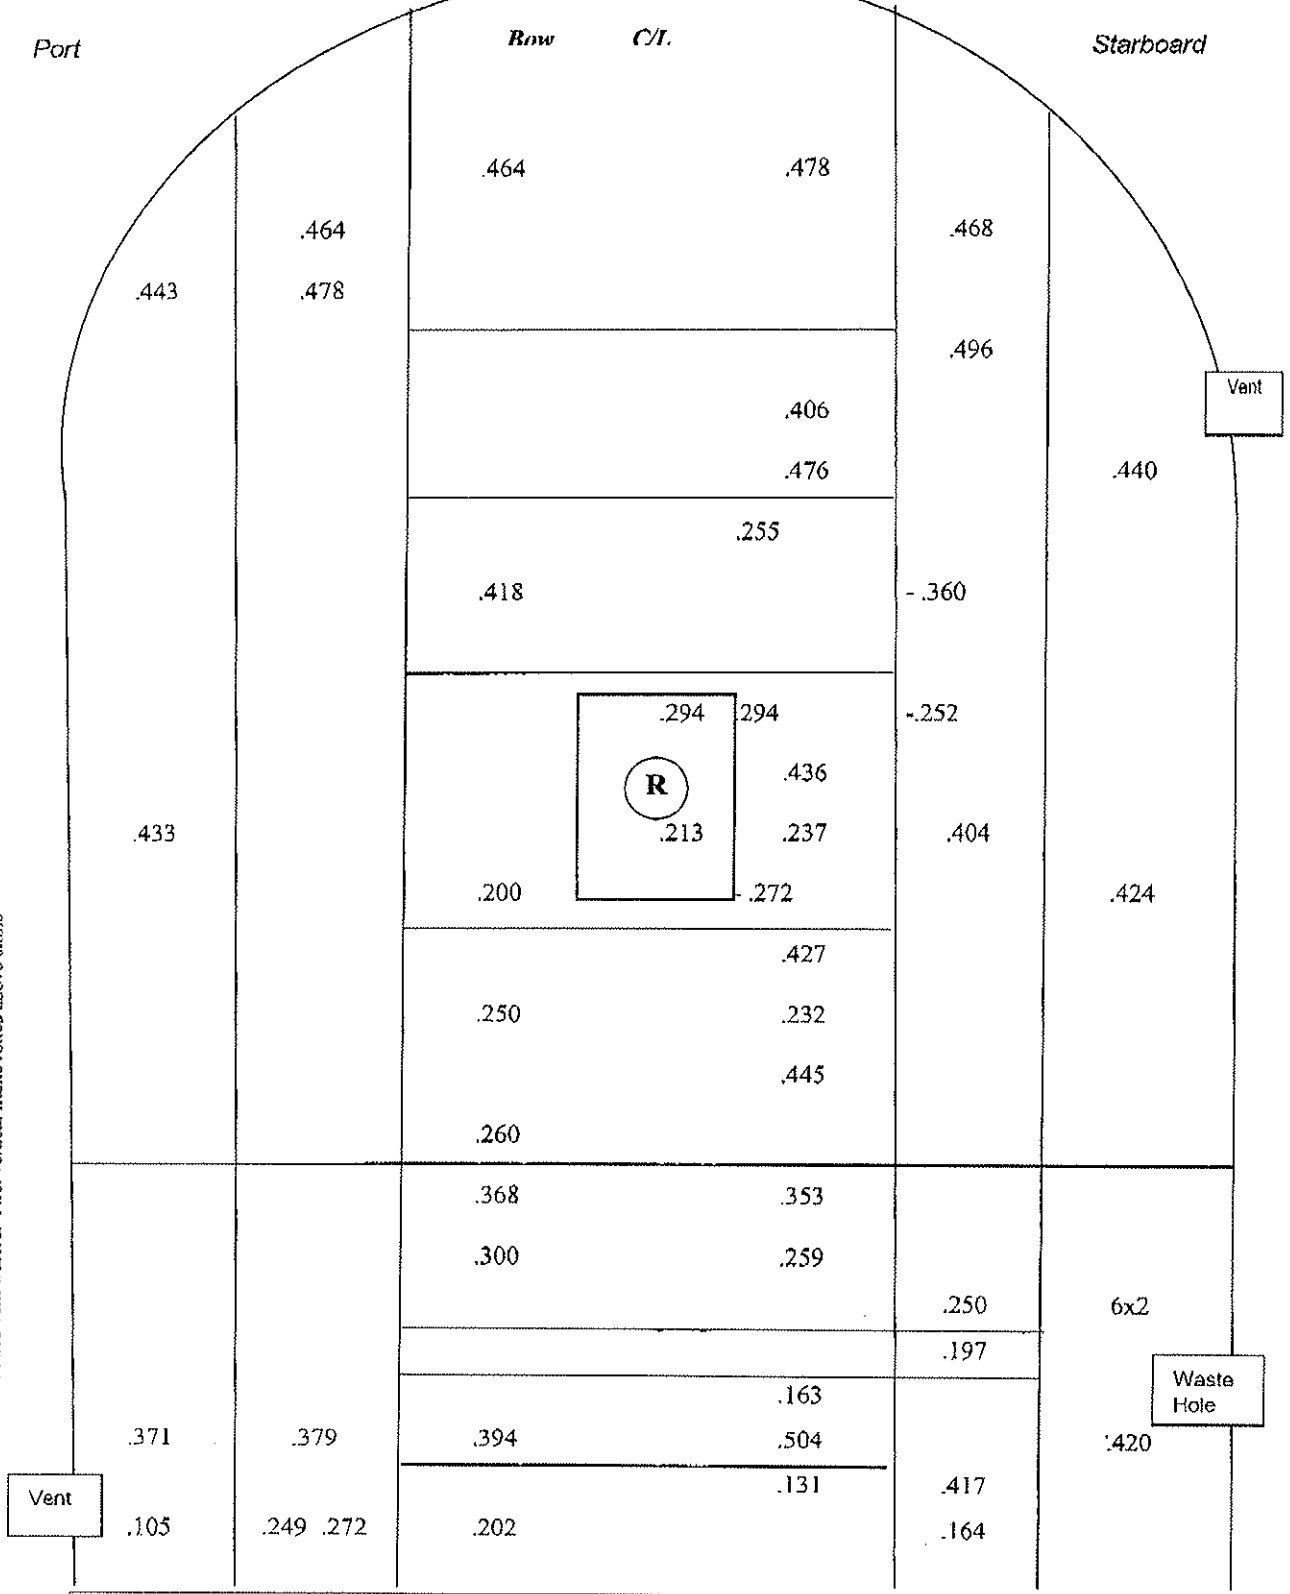 Port Bow C/L Starboard
.464 .478
.464 .468
.443 .478
.496
Vent
.406
.476 .440
.255
.418 - .360
.294 .294 -.252
.436
R
.433 .213 .237 .404
.200 - .272 .424
.427
.250 .232
.445
.260
.368 .353
.300 .259
.250 6x2
.197
Waste
Hole
.163
.371 .379 .394 .504 .420
.131 .417
Vent
.105 .249 .272 .202 .164